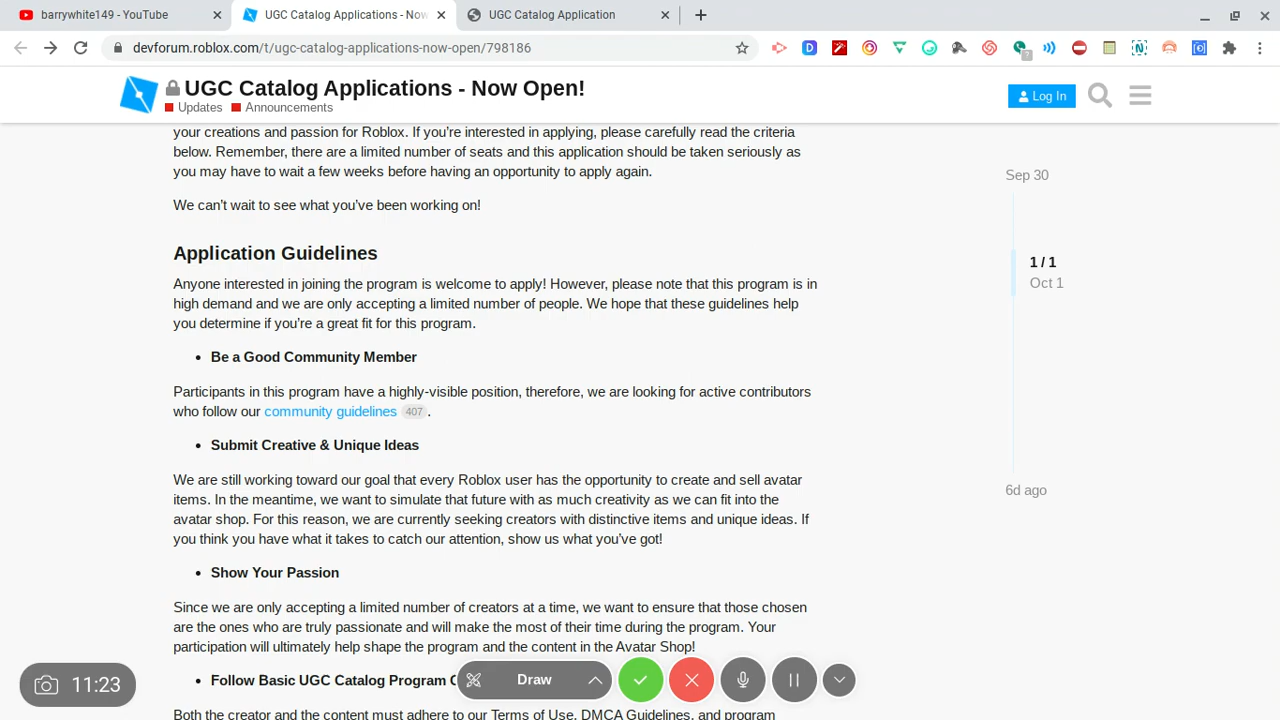 barrywhite149 - YouTube
UGC Catalog Applications - Now
UGC Catalog Application
devforum.roblox.com/t/ugc-catalog-applications-now-open/798186
UGC Catalog Applications - Now Open!
Updates Announcements
Log In
your creations and passion for Roblox. If you’re interested in applying, please carefully read the criteria
below. Remember, there are a limited number of seats and this application should be taken seriously as
you may have to wait a few weeks before having an opportunity to apply again.
We can’t wait to see what you’ve been working on!
Application Guidelines
Anyone interested in joining the program is welcome to apply! However, please note that this program is in
high demand and we are only accepting a limited number of people. We hope that these guidelines help
you determine if you’re a great fit for this program.
• Be a Good Community Member
Participants in this program have a highly-visible position, therefore, we are looking for active contributors
who follow our community guidelines 407 .
• Submit Creative & Unique Ideas
We are still working toward our goal that every Roblox user has the opportunity to create and sell avatar
items. In the meantime, we want to simulate that future with as much creativity as we can fit into the
avatar shop. For this reason, we are currently seeking creators with distinctive items and unique ideas. If
you think you have what it takes to catch our attention, show us what you’ve got!
• Show Your Passion
Since we are only accepting a limited number of creators at a time, we want to ensure that those chosen
are the ones who are truly passionate and will make the most of their time during the program. Your
participation will ultimately help shape the program and the content in the Avatar Shop!
• Follow Basic UGC Catalog Program
Both the creator and the content must adhere to our Terms of Use, DMCA Guidelines, and program
Sep 30
1 / 1
Oct 1
6d ago
11:23
Draw